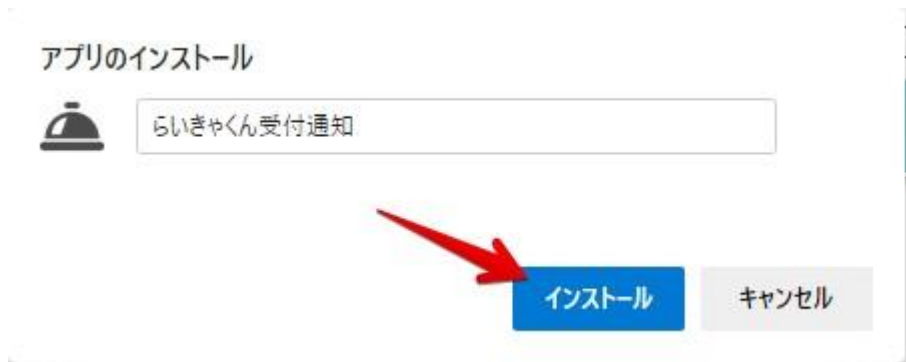 アプリのインストール
らいきゃくん受付通知
インストール
キャンセル